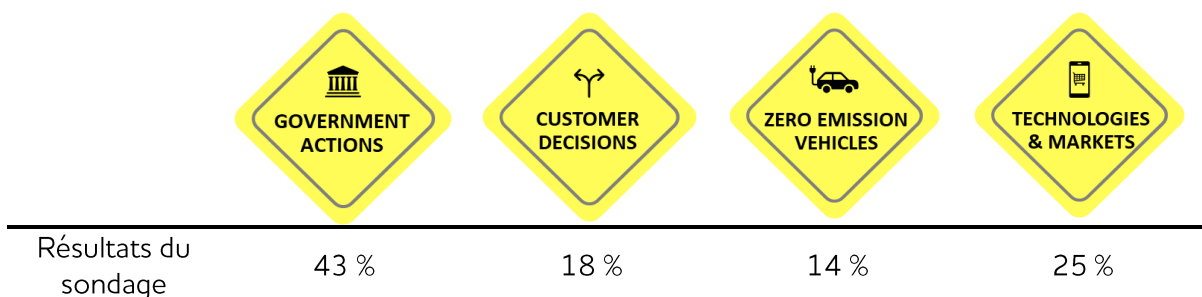 GOVERNMENT
ACTIONS
CUSTOMER
DECISIONS
ZERO EMISSION
VEHICLES
TECHNOLOGIES
& MARKETS
Résultats du
sondage
43 %
18 %
14 %
25 %